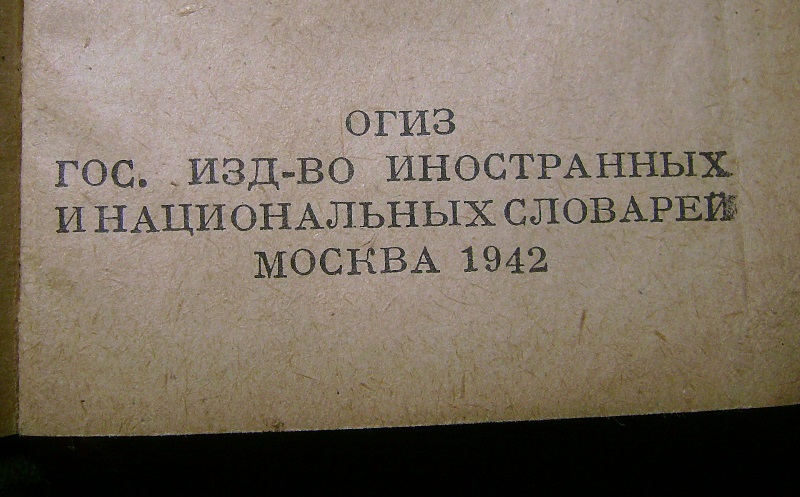 ОГИЗ
ГОС. ИЗД-ВО ИНОСТРАННЫХ
И НАЦИОНАЛЬНЫХ СЛОВАРЕЙ
МОСКВА 1942